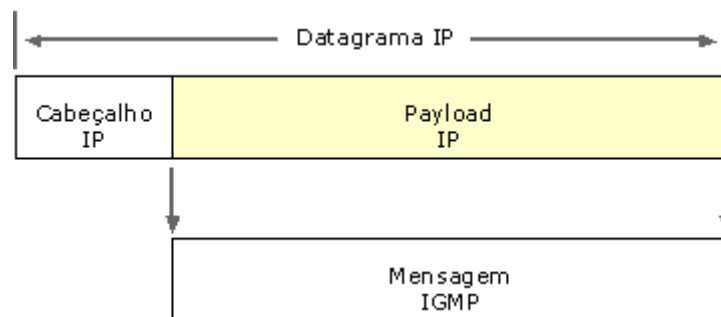 Datagrama IP
Cabeçalho
IP
Payload
IP
Mensagem
IGMP